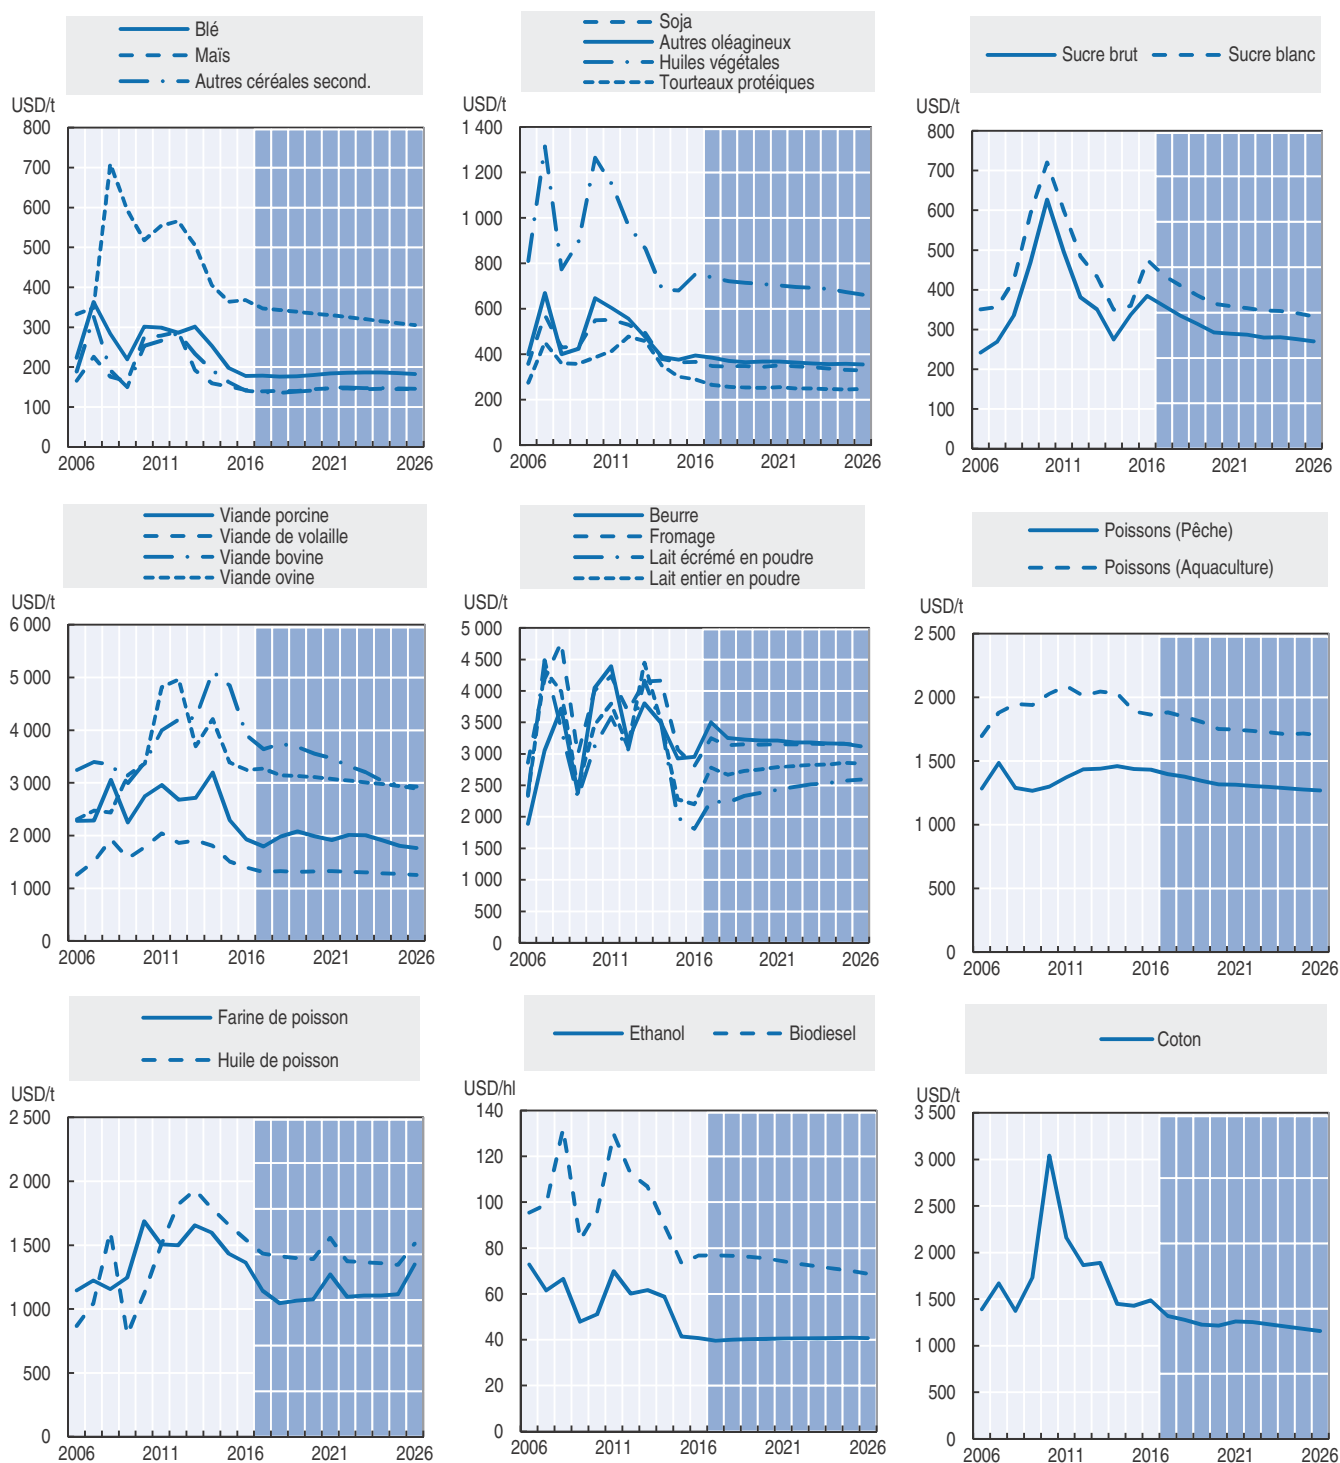 Blé
Maïs
Autres céréales second.
USD/t
800
700
600
500
400
300
200
100
0
2006 2011 2016 2021 2026
Soja
Autres oléagineux
Huiles végétales
Tourteaux protéiques
USD/t
1 400
1 200
1 000
800
600
400
200
0
2006 2011 2016 2021 2026
Sucre brut Sucre blanc
USD/t
800
700
600
500
400
300
200
100
0
2006 2011 2016 2021 2026
Viande porcine
Viande de volaille
Viande bovine
Viande ovine
USD/t
6 000
5 000
4 000
3 000
2 000
1 000
0
2006 2011 2016 2021 2026
Beurre
Fromage
Lait écrémé en poudre
Lait entier en poudre
USD/t
5 000
4 500
4 000
3 500
3 000
2 500
2 000
1 500
1 000
500
0
2006 2011 2016 2021 2026
Poissons (Pêche)
Poissons (Aquaculture)
USD/t
2 500
2 000
1 500
1 000
500
0
2006 2011 2016 2021 2026
Farine de poisson
Huile de poisson
USD/t
2 500
2 000
1 500
1 000
500
0
2006 2011 2016 2021 2026
Ethanol Biodiesel
USD/hl
140
120
100
80
60
40
20
0
2006 2011 2016 2021 2026
Coton
USD/t
3 500
3 000
2 500
2 000
1 500
1 000
500
0
2006 2011 2016 2021 2026